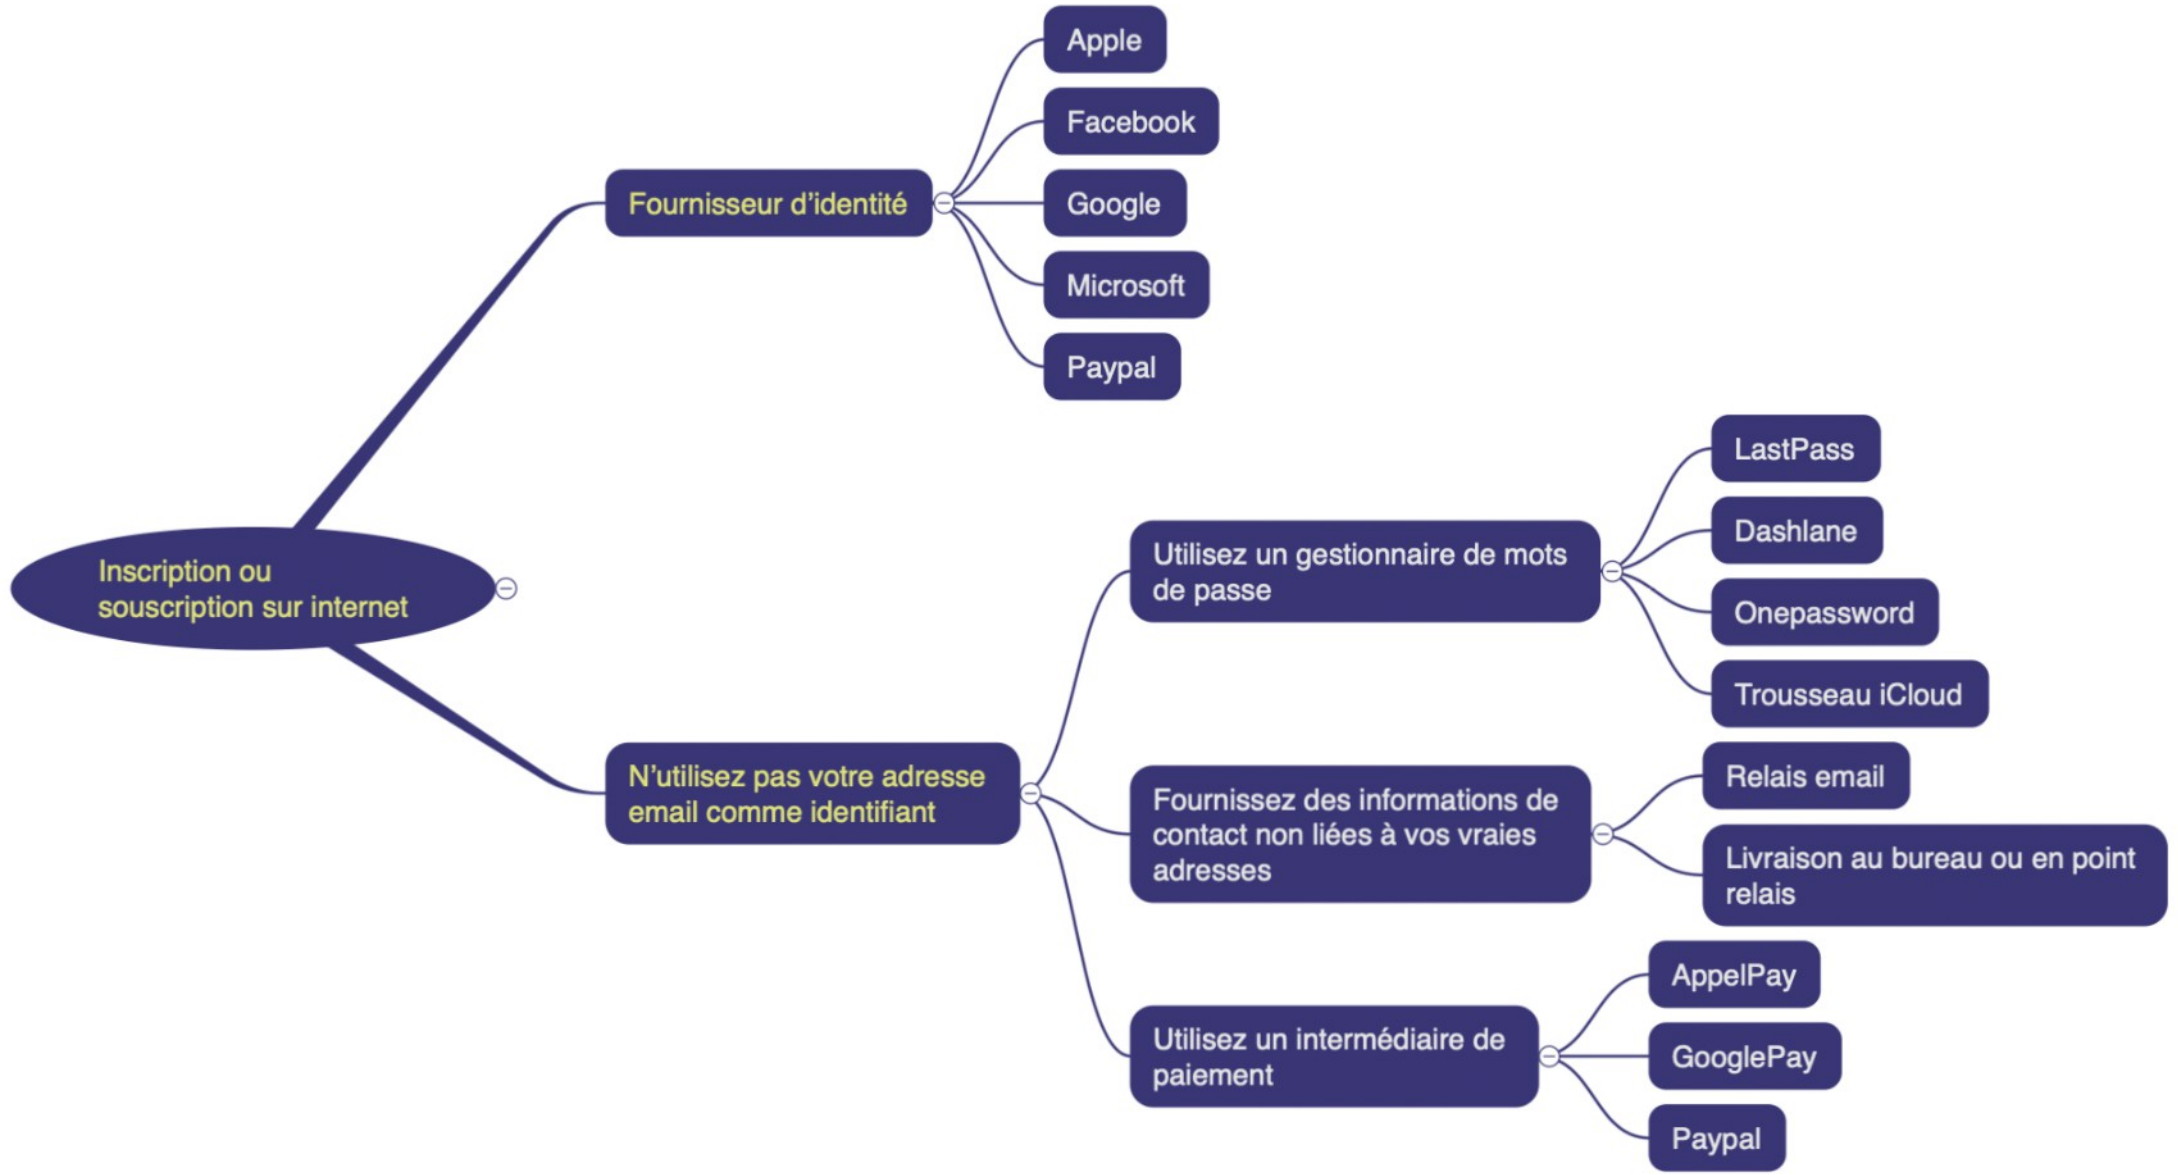 Apple
Facebook
Fournisseur d’identité
Google
Microsoft
Paypal
Inscription ou
souscription sur internet
N’utilisez pas votre adresse
email comme identifiant
Utilisez un gestionnaire de mots
de passe
LastPass
Dashlane
Onepassword
Trousseau iCloud
Fournissez des informations de
contact non liées à vos vraies
adresses
Relais email
Livraison au bureau ou en point
relais
Utilisez un intermédiaire de
paiement
AppelPay
GooglePay
Paypal